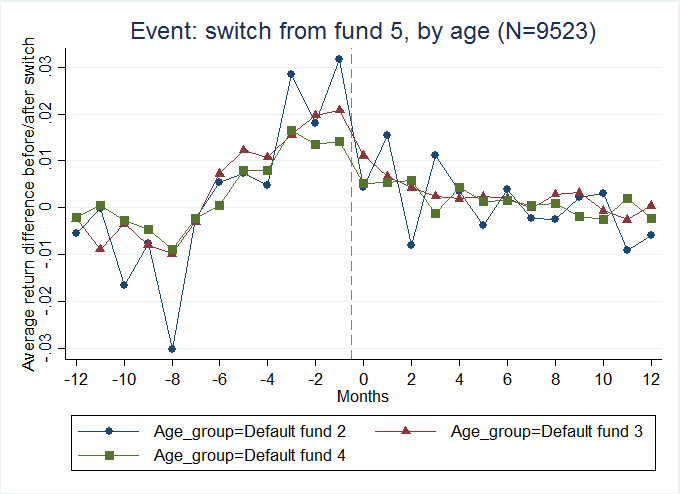 Event: switch from fund 5, by age (N=9523)
Average return difference before/after switch
.03
.02
.01
0
-.01
-.02
-.03
-12 -10 -8 -6 -4 -2 0 2 4 6 8 10 12
Months
Age_group=Default fund 2 Age_group=Default fund 3
Age_group=Default fund 4